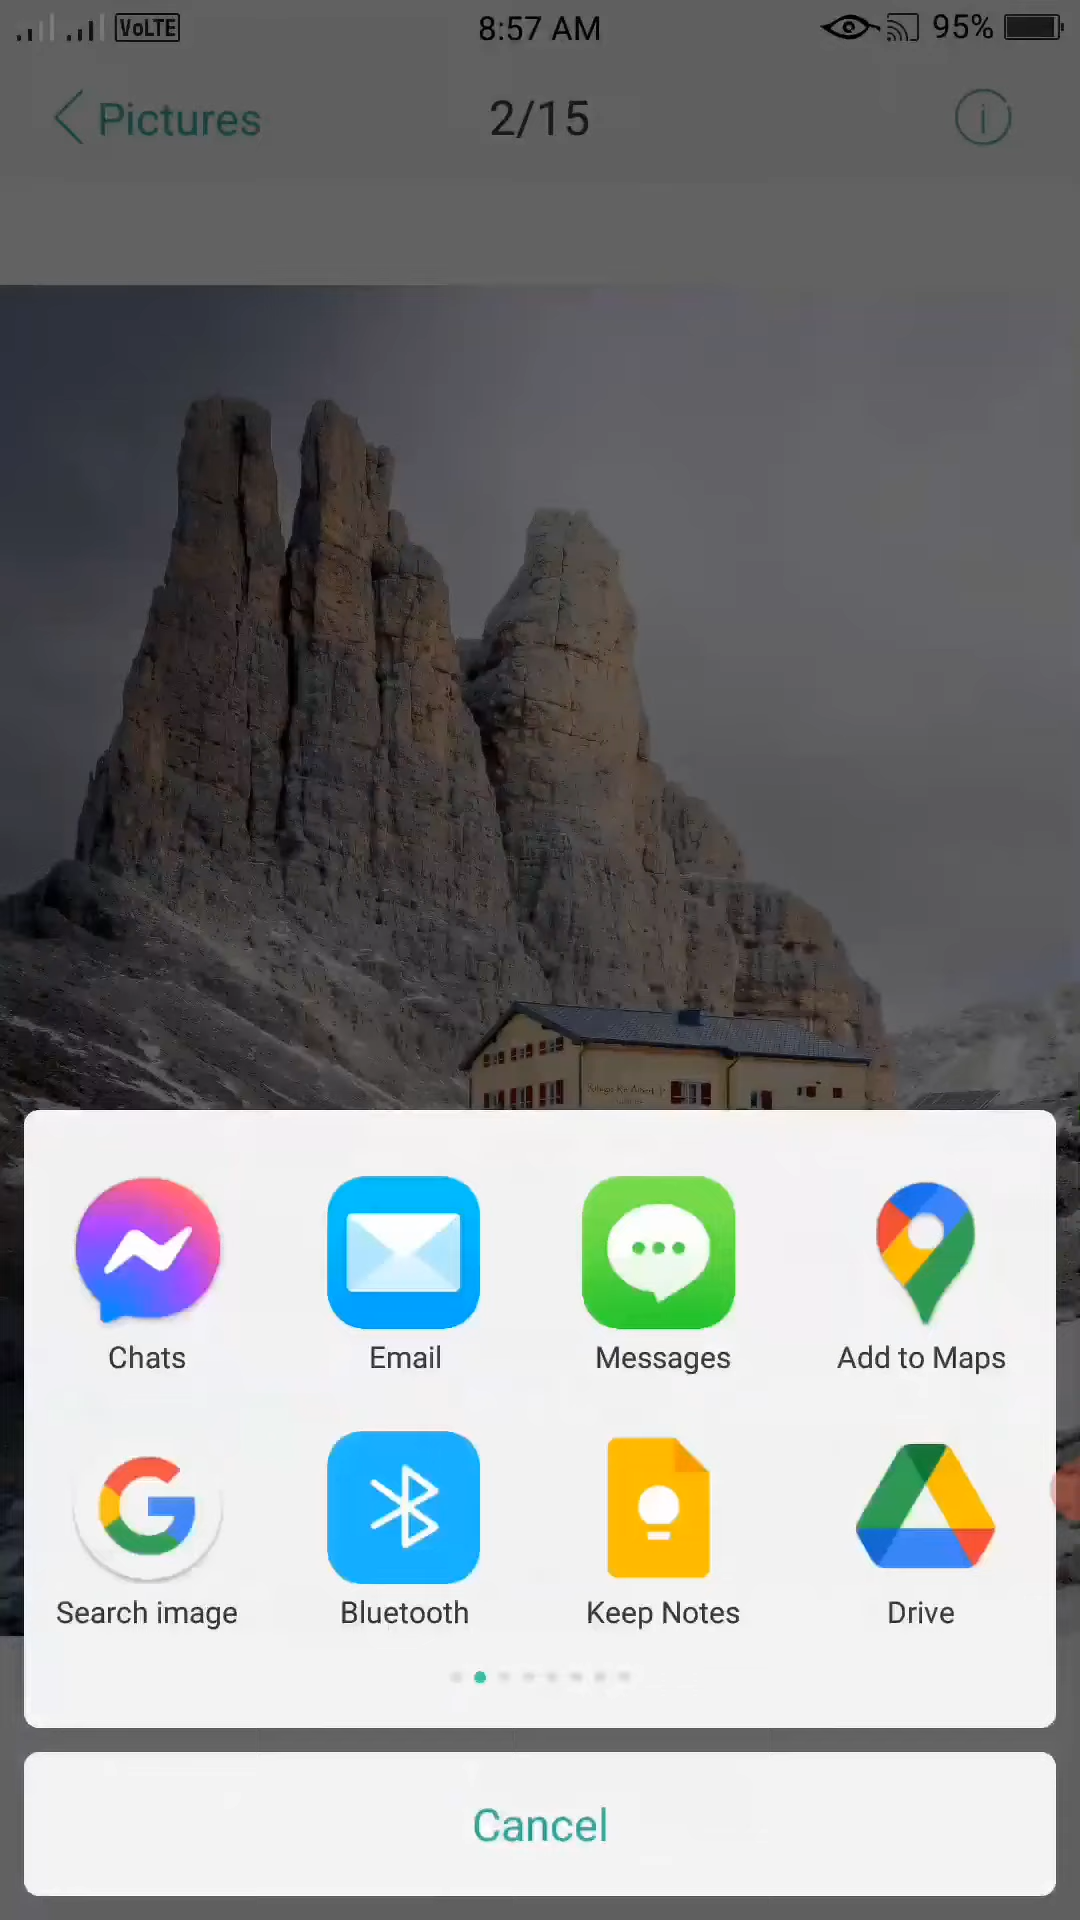 VoLTE 8:57 AM 95%
Pictures 2/15
Chats Email Messages Add to Maps
Search image Bluetooth Keep Notes Drive
Cancel